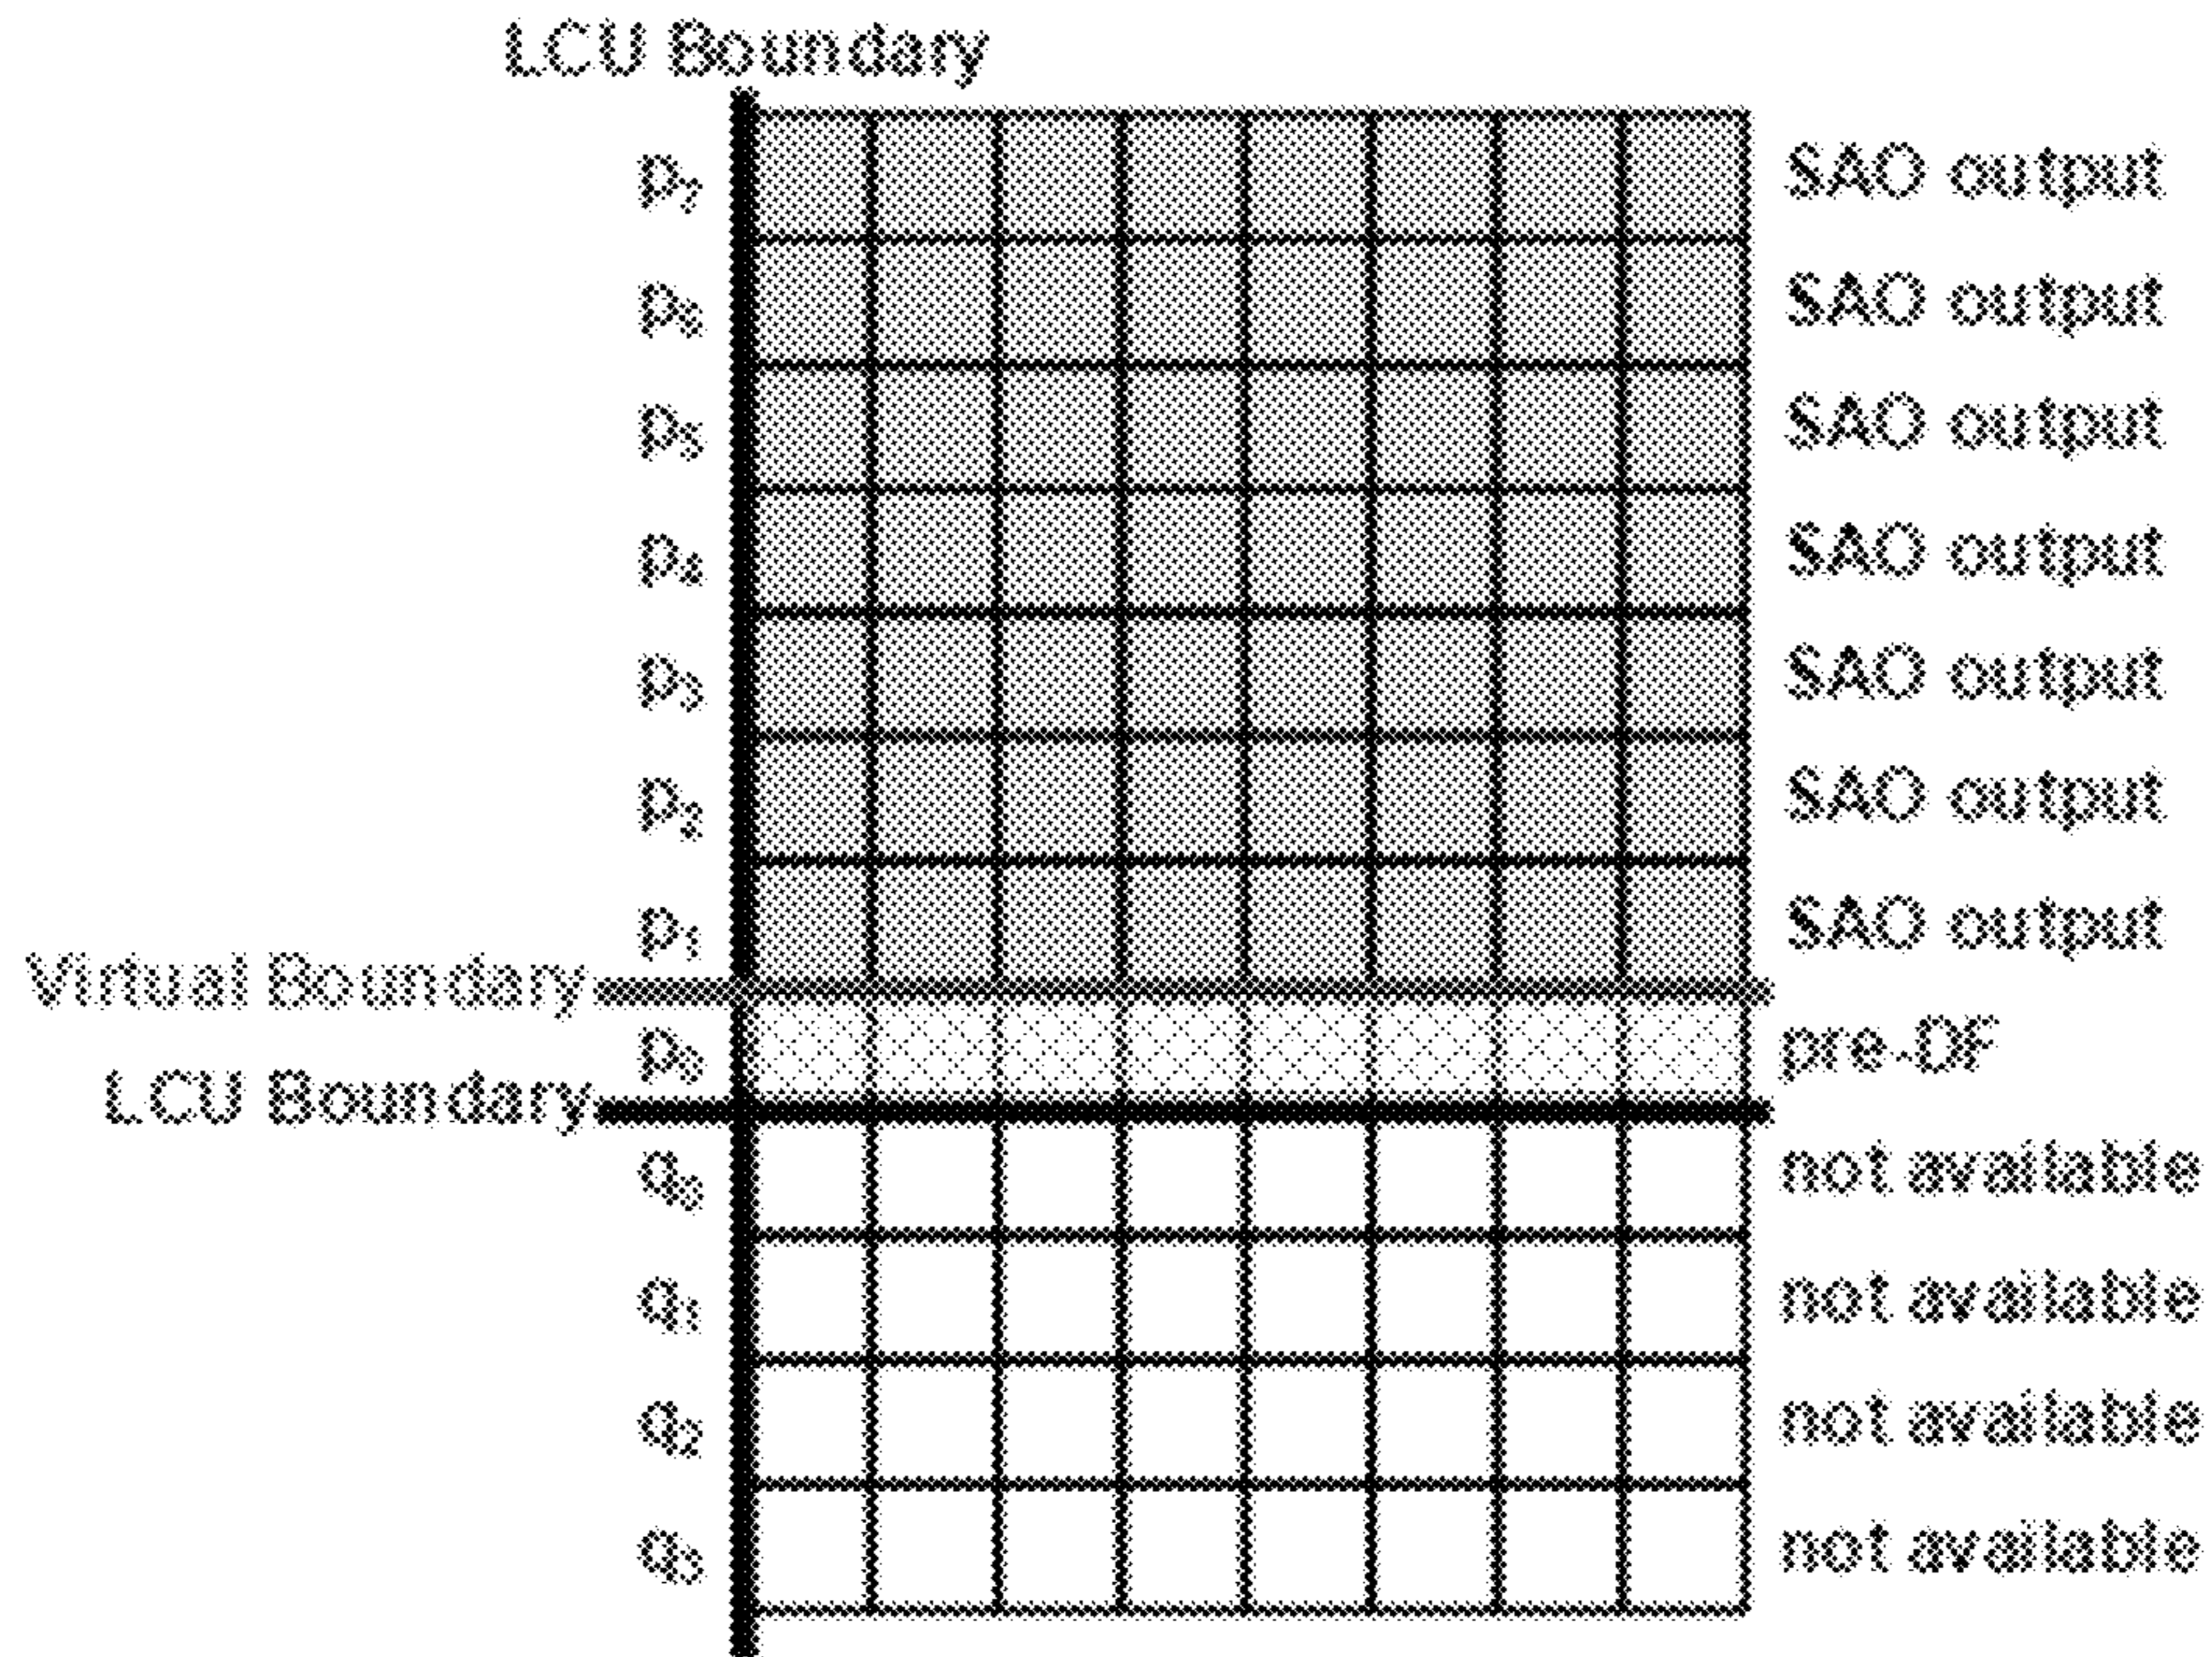 LCU Boundary
p₇ SAO output
p₆ SAO output
p₅ SAO output
p₄ SAO output
p₃ SAO output
p₂ SAO output
p₁ SAO output
Virtual Boundary
p₀ pre-DF
LCU Boundary
q₀ not available
q₁ not available
q₂ not available
q₃ not available